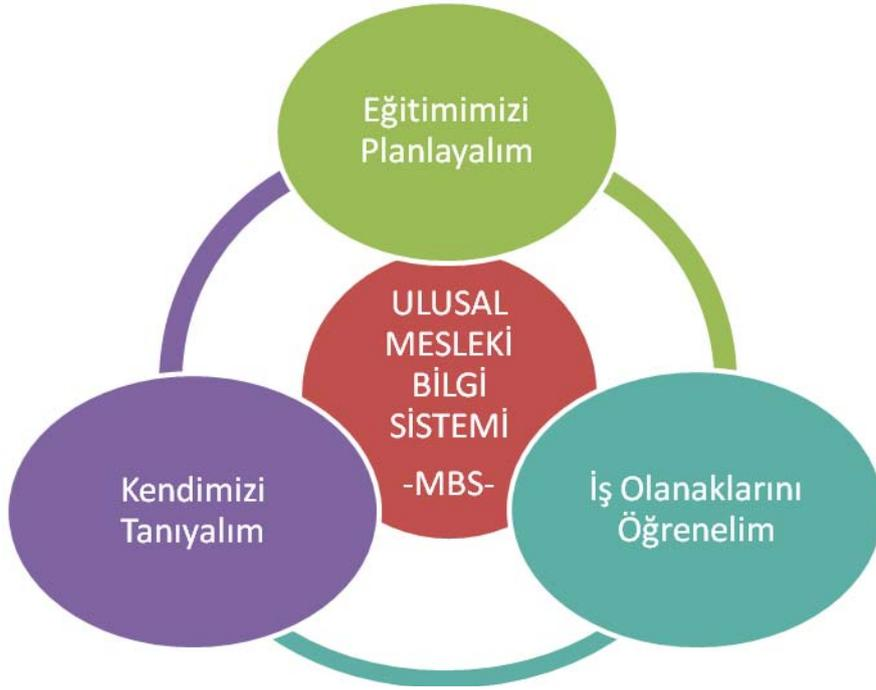 Eğitimimizi
Planlayalım
ULUSAL
MESLEKİ
BİLGİ
SİSTEMİ
-MBS-
Kendimizi
Tanıyalım
İş Olanaklarını
Öğrenelim